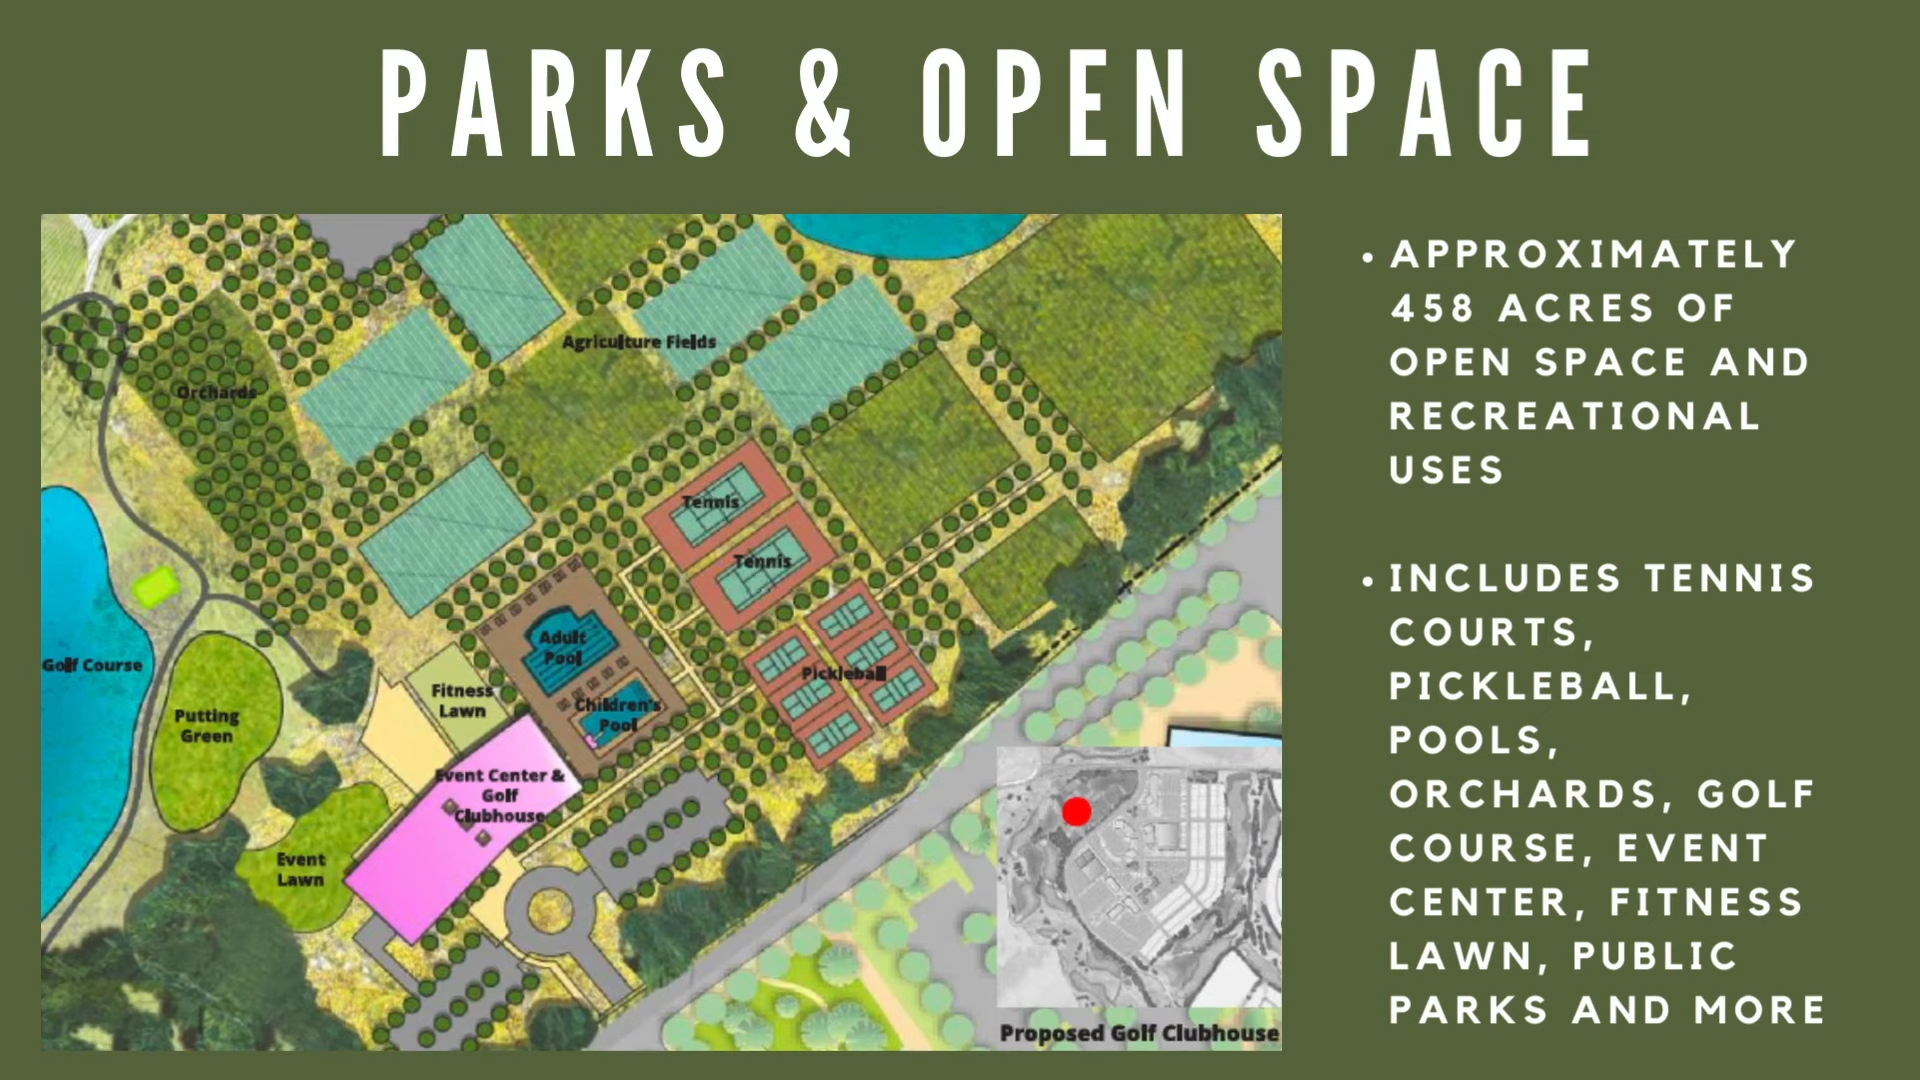 PARKS & OPEN SPACE
Agriculture Fields
Orchards
Tennis
Tennis
Adult
Pool
Golf Course
Pickleball
Fitness
Lawn
Children's
Pool
Putting
Green
Event Center &
Golf
Clubhouse
Event
Lawn
Proposed Golf Clubhouse
• APPROXIMATELY
458 ACRES OF
OPEN SPACE AND
RECREATIONAL
USES
• INCLUDES TENNIS
COURTS,
PICKLEBALL,
POOLS,
ORCHARDS, GOLF
COURSE, EVENT
CENTER, FITNESS
LAWN, PUBLIC
PARKS AND MORE